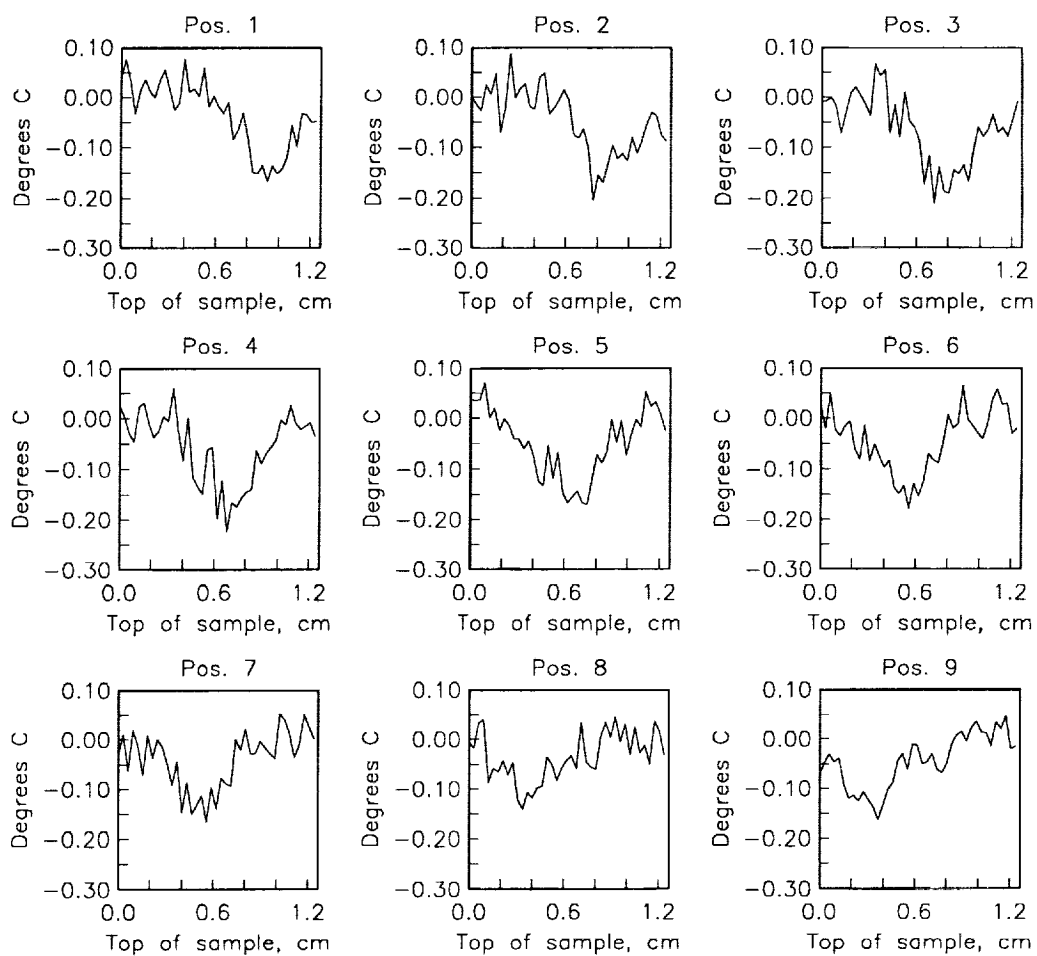 Pos. 1
0.10
0.00
−0.10
−0.20
−0.30
Degrees C
0.0 0.6 1.2
Top of sample, cm
Pos. 2
0.10
0.00
−0.10
−0.20
−0.30
Degrees C
0.0 0.6 1.2
Top of sample, cm
Pos. 3
0.10
0.00
−0.10
−0.20
−0.30
Degrees C
0.0 0.6 1.2
Top of sample, cm
Pos. 4
0.10
0.00
−0.10
−0.20
−0.30
Degrees C
0.0 0.6 1.2
Top of sample, cm
Pos. 5
0.10
0.00
−0.10
−0.20
−0.30
Degrees C
0.0 0.6 1.2
Top of sample, cm
Pos. 6
0.10
0.00
−0.10
−0.20
−0.30
Degrees C
0.0 0.6 1.2
Top of sample, cm
Pos. 7
0.10
0.00
−0.10
−0.20
−0.30
Degrees C
0.0 0.6 1.2
Top of sample, cm
Pos. 8
0.10
0.00
−0.10
−0.20
−0.30
Degrees C
0.0 0.6 1.2
Top of sample, cm
Pos. 9
0.10
0.00
−0.10
−0.20
−0.30
Degrees C
0.0 0.6 1.2
Top of sample, cm